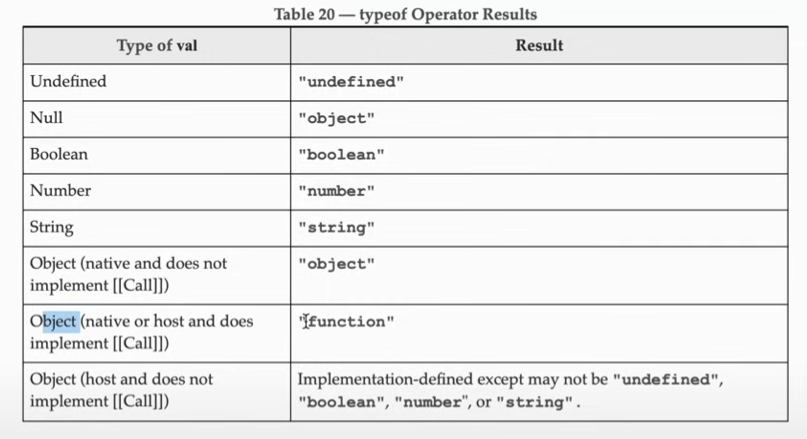 Table 20 — typeof Operator Results
Type of val Result
Undefined "undefined"
Null "object"
Boolean "boolean"
Number "number"
String "string"
Object (native and does not "object"
implement [[Call]])
Object (native or host and does "function"
implement [[Call]])
Object (host and does not Implementation-defined except may not be "undefined",
implement [[Call]]) "boolean", "number", or "string".